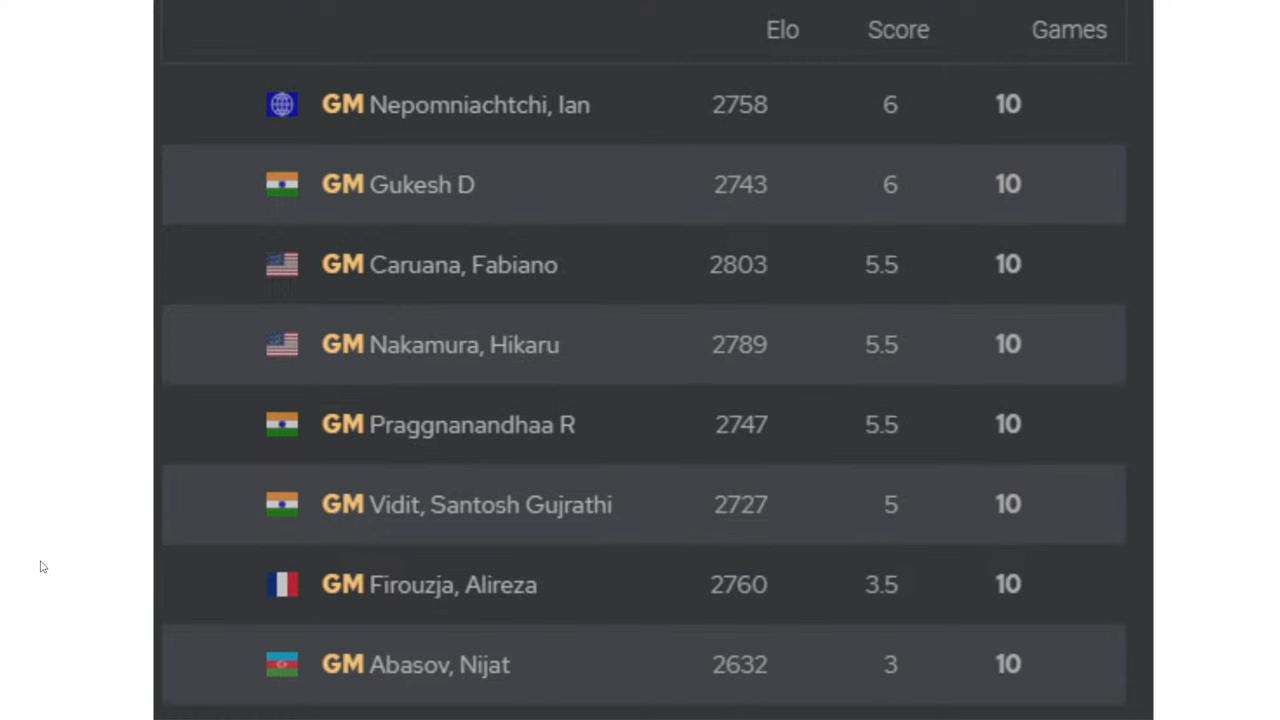 Elo Score Games
GM Nepomniachtchi, Ian 2758 6 10
GM Gukesh D 2743 6 10
GM Caruana, Fabiano 2803 5.5 10
GM Nakamura, Hikaru 2789 5.5 10
GM Praggnanandhaa R 2747 5.5 10
GM Vidit, Santosh Gujrathi 2727 5 10
GM Firouzja, Alireza 2760 3.5 10
GM Abasov, Nijat 2632 3 10